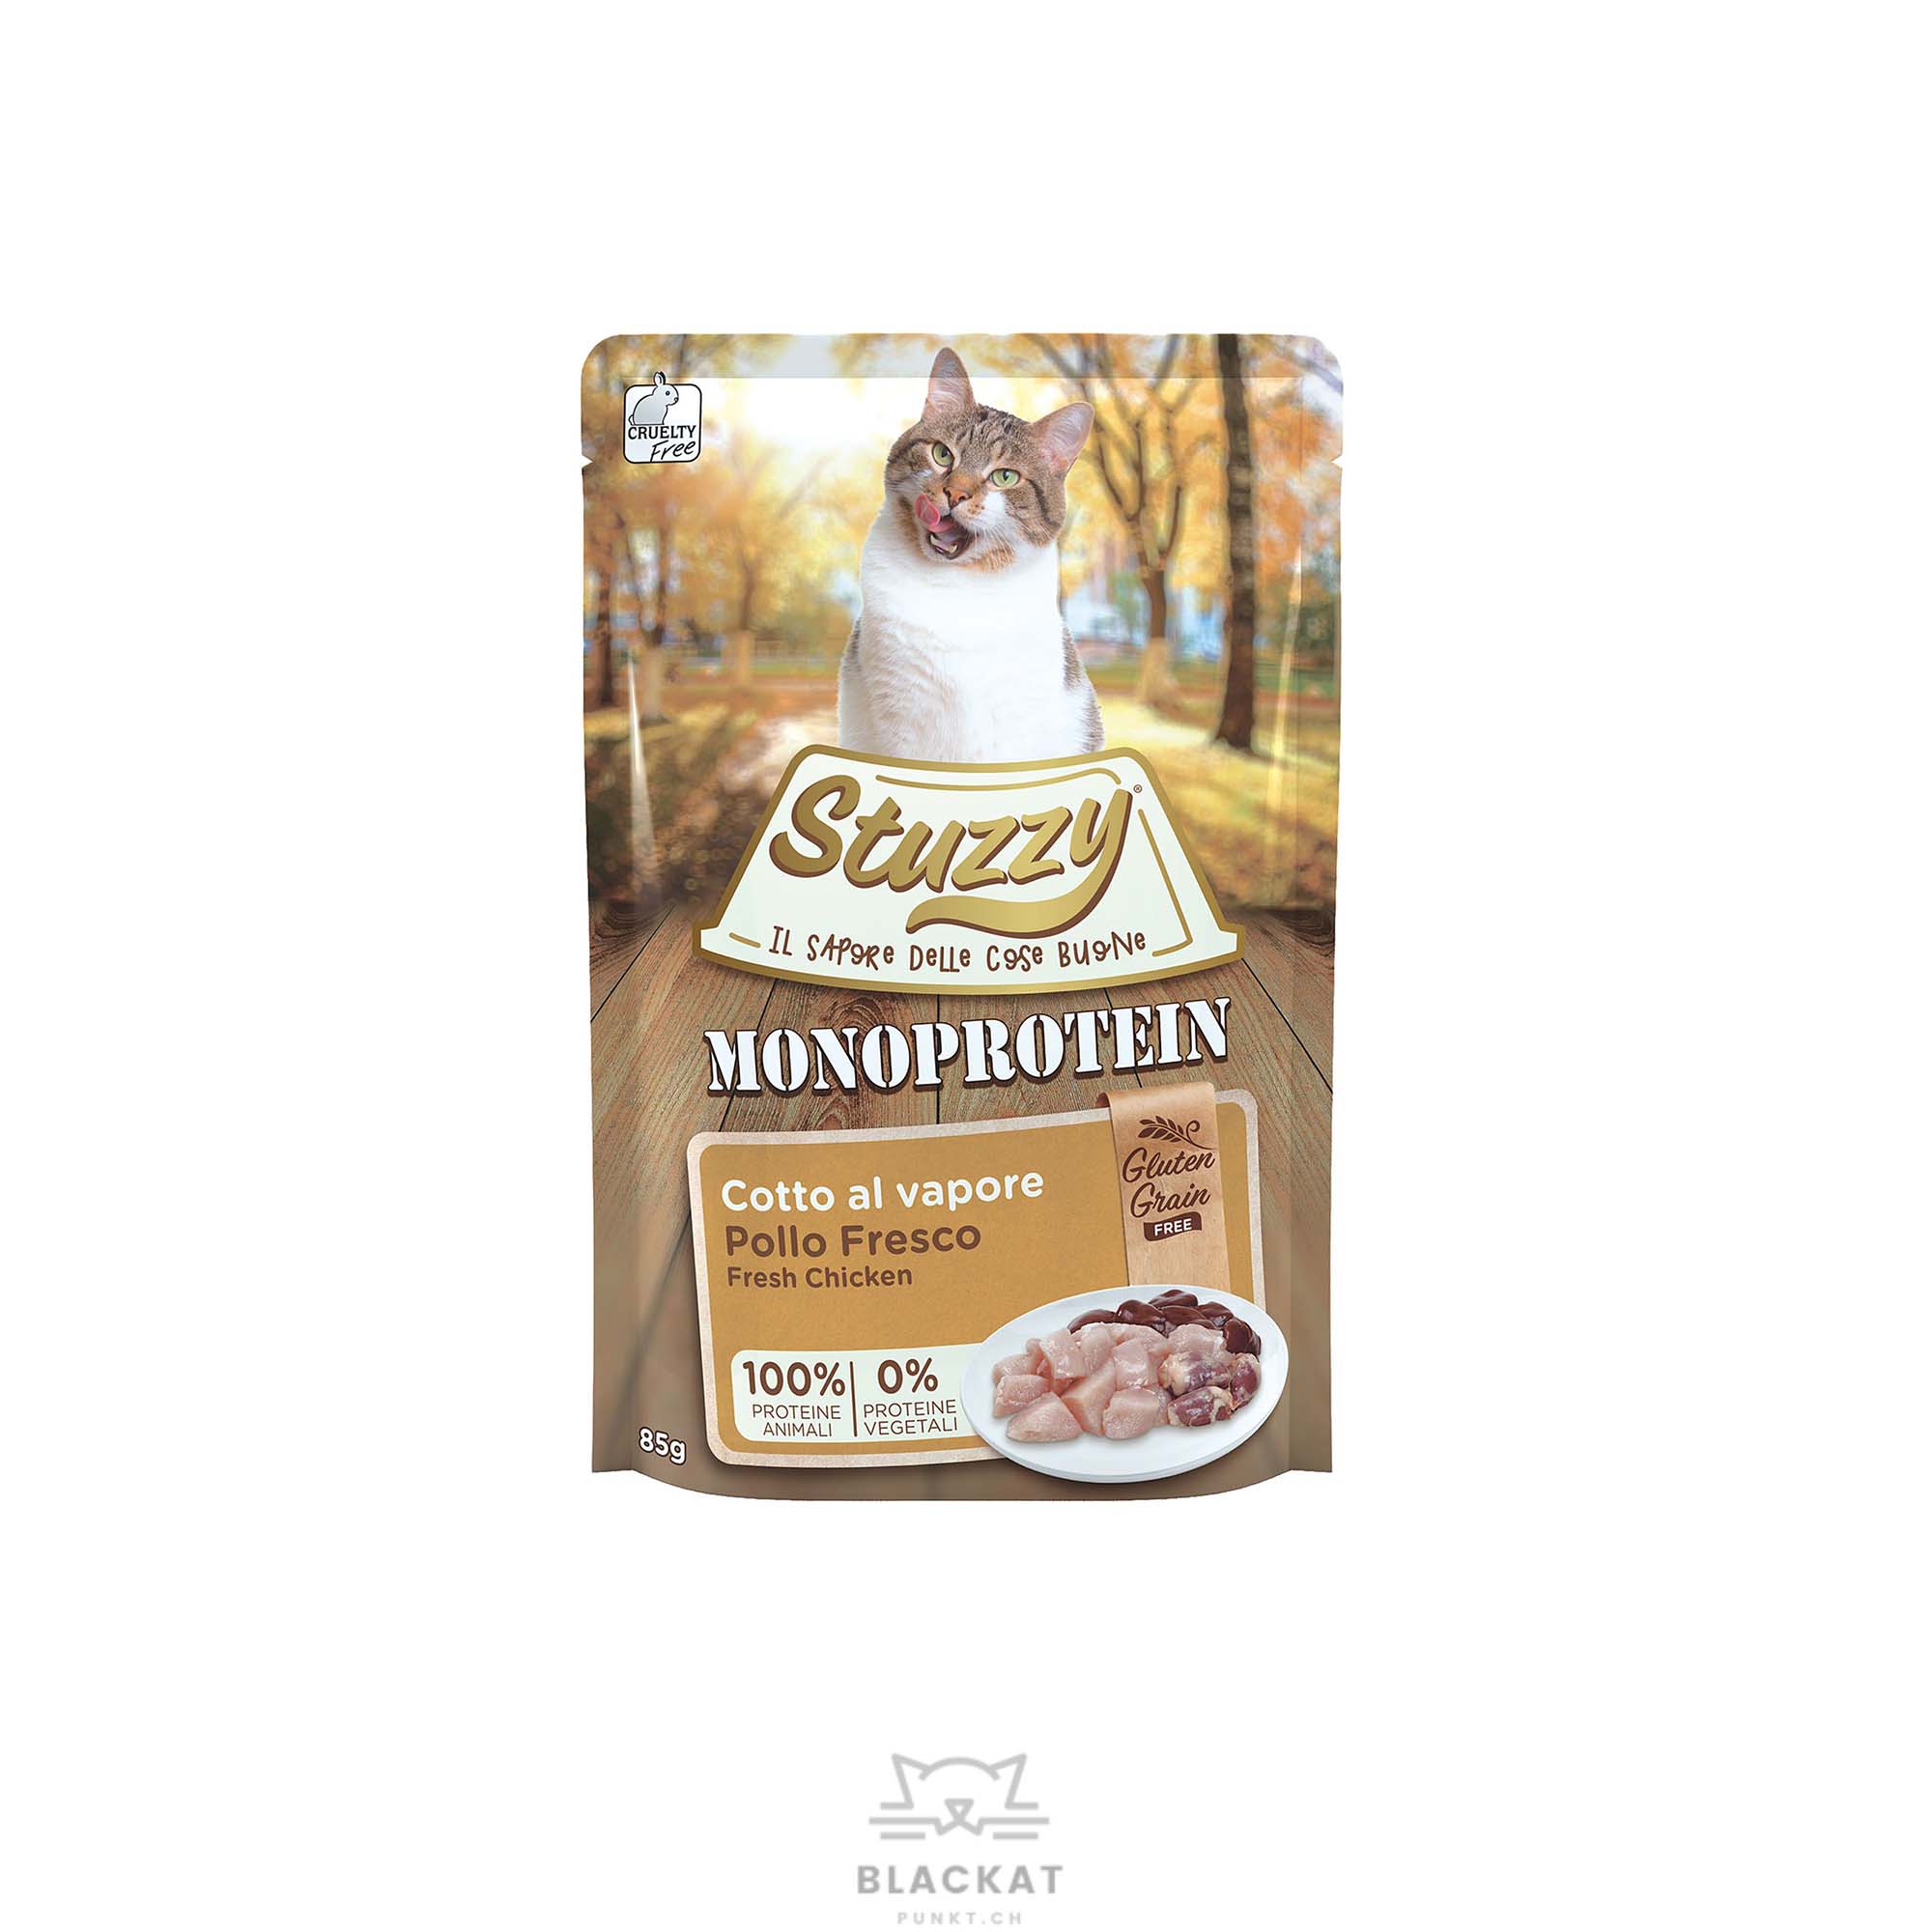 CRUELTY
Free
Stuzzy®
IL SAPORE DELLE COSE BUONE
MONOPROTEIN
Gluten
Grain
FREE
Cotto al vapore
Pollo Fresco
Fresh Chicken
100%
PROTEINE
ANIMALI
0%
PROTEINE
VEGETALI
85g
BLACKAT
PUNKT.CH